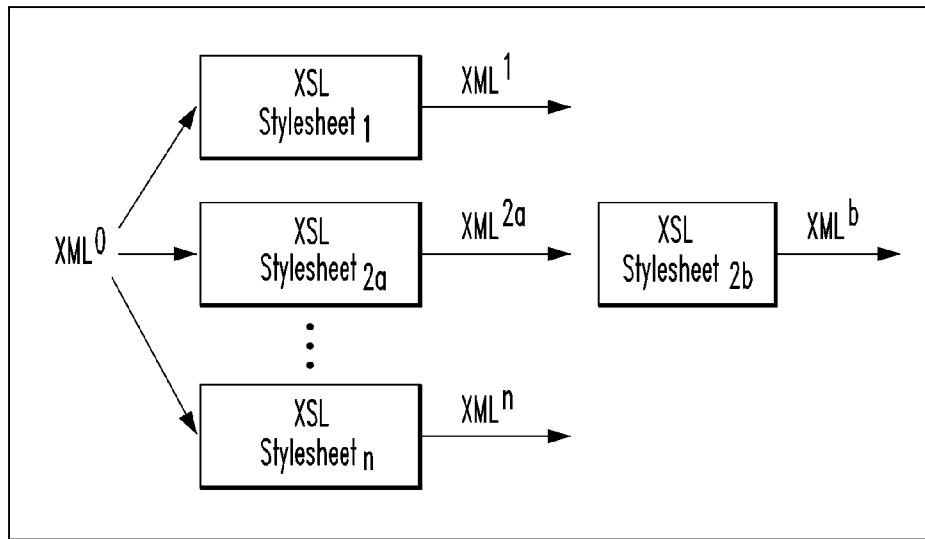 XSL
Stylesheet 1
XML^1
XML^0
XSL
Stylesheet 2a
XML^2a
XSL
Stylesheet 2b
XML^b
XSL
Stylesheet n
XML^n